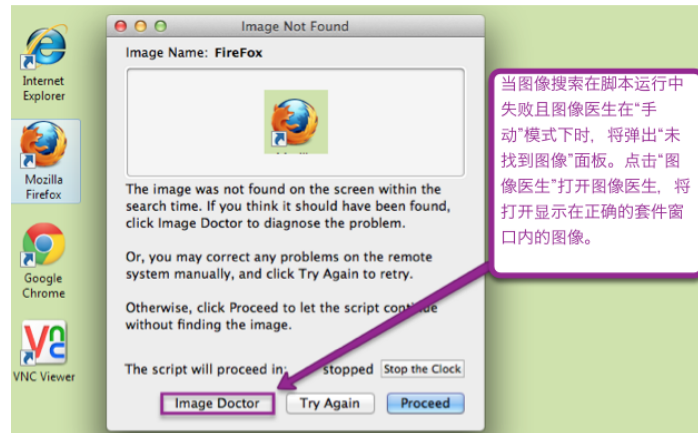 Image Not Found
Image Name: FireFox
Internet
Explorer
Mozilla
Firefox
Google
Chrome
VNC Viewer
The image was not found on the screen within the
search time. If you think it should have been found,
click Image Doctor to diagnose the problem.
Or, you may correct any problems on the remote
system manually, and click Try Again to retry.
Otherwise, click Proceed to let the script continue
without finding the image.
The script will proceed in: stopped Stop the Clock
Image Doctor Try Again Proceed
当图像搜索在脚本运行中
失败且图像医生在“手
动”模式下时，将弹出“未
找到图像”面板。点击“图
像医生”打开图像医生，将
打开显示在正确的套件窗
口内的图像。